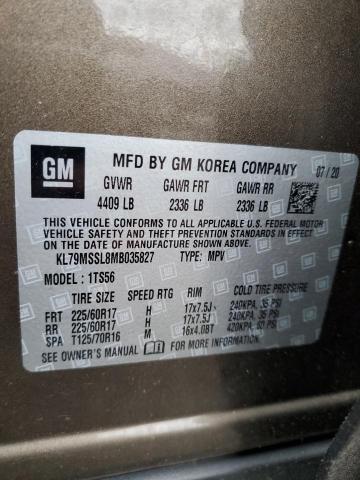 GM
MFD BY GM KOREA COMPANY 07/20
GVWR GAWR FRT GAWR RR
4409 LB 2336 LB 2336 LB
THIS VEHICLE CONFORMS TO ALL APPLICABLE U.S. FEDERAL MOTOR
VEHICLE SAFETY AND THEFT PREVENTION STANDARDS IN EFFECT ON
THE DATE OF MANUFACTURE SHOWN ABOVE.
KL79MSSL8MB035827 TYPE: MPV
MODEL : 1TS56
TIRE SIZE SPEED RTG RIM COLD TIRE PRESSURE
FRT 225/60R17 H 17x7.5J 240KPA, 35 PSI
RR 225/60R17 H 17x7.5J 240KPA, 35 PSI
SPA T125/70R16 M 16x4.0BT 420KPA, 60 PSI
SEE OWNER'S MANUAL FOR MORE INFORMATION.